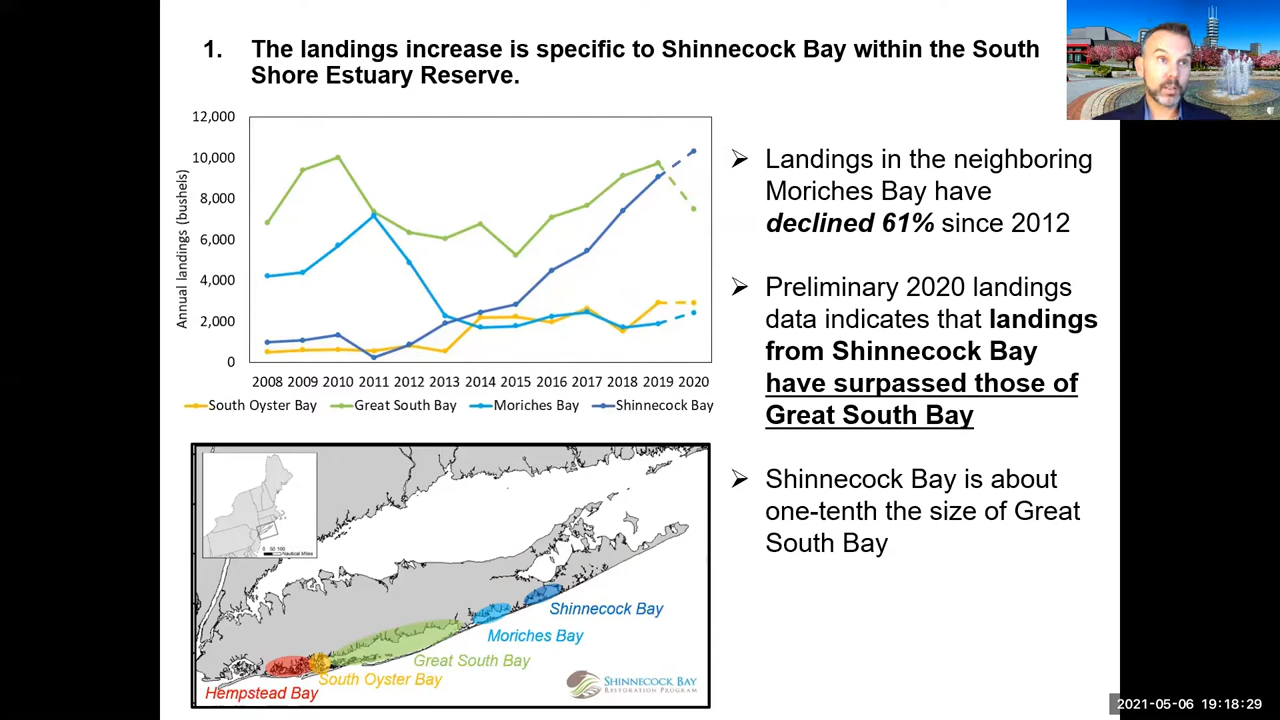 1. The landings increase is specific to Shinnecock Bay within the South
Shore Estuary Reserve.
12,000
10,000
8,000
6,000
4,000
2,000
0
Annual landings (bushels)
2008 2009 2010 2011 2012 2013 2014 2015 2016 2017 2018 2019 2020
South Oyster Bay Great South Bay Moriches Bay Shinnecock Bay
➢ Landings in the neighboring
Moriches Bay have
declined 61% since 2012
➢ Preliminary 2020 landings
data indicates that landings
from Shinnecock Bay
have surpassed those of
Great South Bay
➢ Shinnecock Bay is about
one-tenth the size of Great
South Bay
0 50 100
Nautical Miles
Shinnecock Bay
Moriches Bay
Great South Bay
South Oyster Bay
Hempstead Bay
SHINNECOCK BAY
RESTORATION PROGRAM
2021-05-06 19:18:29